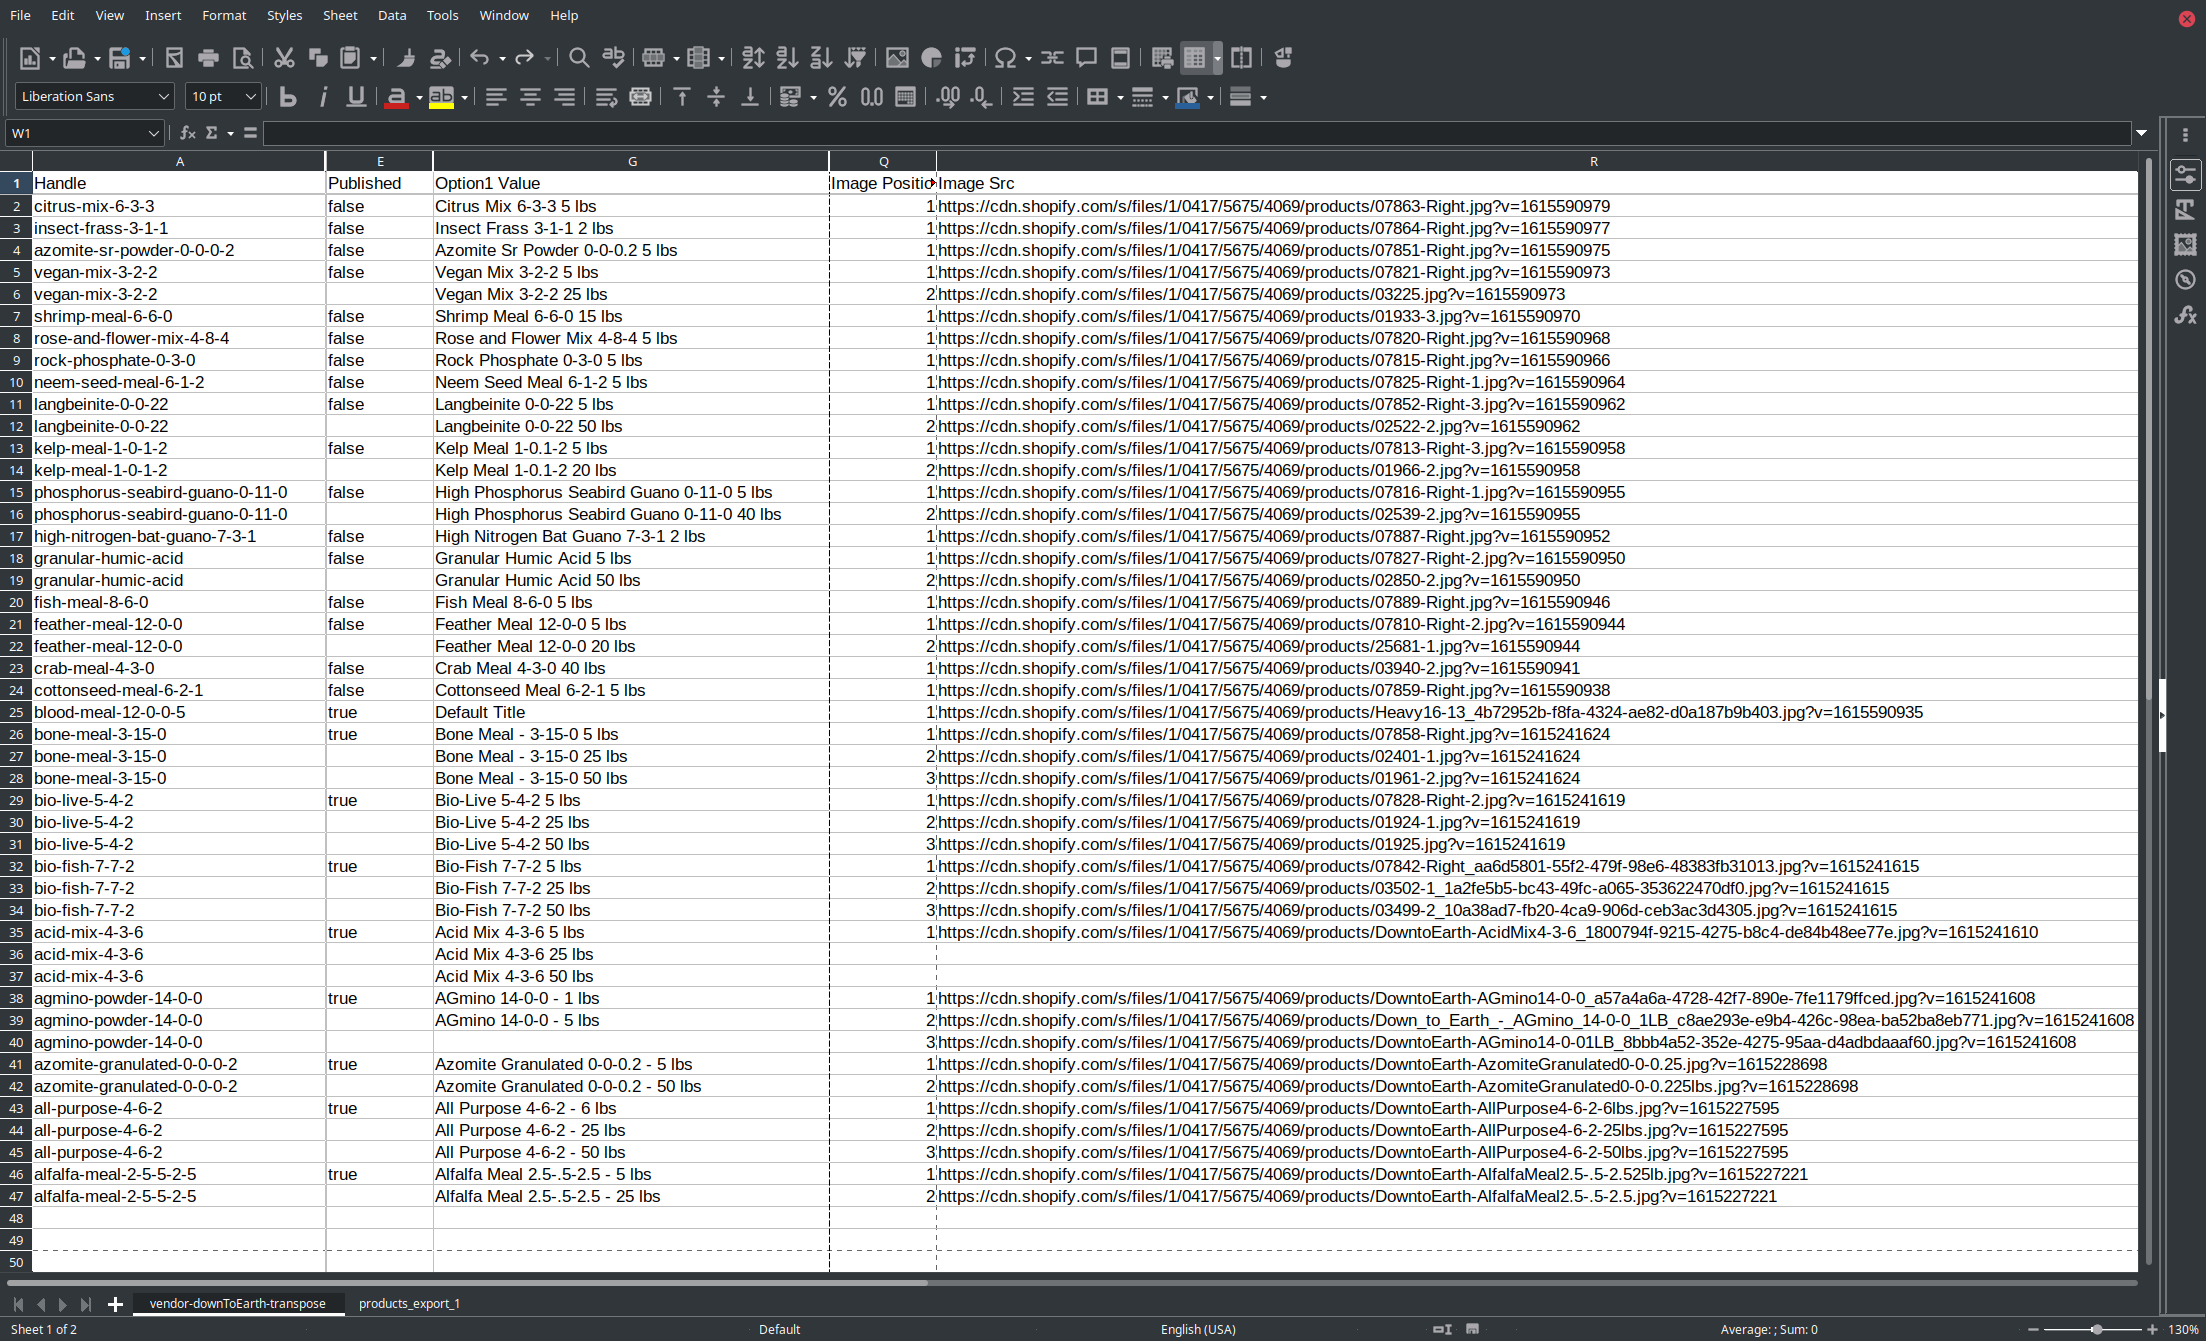 File Edit View Insert Format Styles Sheet Data Tools Window Help
Liberation Sans 10 pt
W1
A E G Q R
1 Handle Published Option1 Value Image Positio Image Src
2 citrus-mix-6-3-3 false Citrus Mix 6-3-3 5 lbs 1 https://cdn.shopify.com/s/files/1/0417/5675/4069/products/07863-Right.jpg?v=1615590979
3 insect-frass-3-1-1 false Insect Frass 3-1-1 2 lbs 1 https://cdn.shopify.com/s/files/1/0417/5675/4069/products/07864-Right.jpg?v=1615590977
4 azomite-sr-powder-0-0-0-2 false Azomite Sr Powder 0-0-0.2 5 lbs 1 https://cdn.shopify.com/s/files/1/0417/5675/4069/products/07851-Right.jpg?v=1615590975
5 vegan-mix-3-2-2 false Vegan Mix 3-2-2 5 lbs 1 https://cdn.shopify.com/s/files/1/0417/5675/4069/products/07821-Right.jpg?v=1615590973
6 vegan-mix-3-2-2 Vegan Mix 3-2-2 25 lbs 2 https://cdn.shopify.com/s/files/1/0417/5675/4069/products/03225.jpg?v=1615590973
7 shrimp-meal-6-6-0 false Shrimp Meal 6-6-0 15 lbs 1 https://cdn.shopify.com/s/files/1/0417/5675/4069/products/01933-3.jpg?v=1615590970
8 rose-and-flower-mix-4-8-4 false Rose and Flower Mix 4-8-4 5 lbs 1 https://cdn.shopify.com/s/files/1/0417/5675/4069/products/07820-Right.jpg?v=1615590968
9 rock-phosphate-0-3-0 false Rock Phosphate 0-3-0 5 lbs 1 https://cdn.shopify.com/s/files/1/0417/5675/4069/products/07815-Right.jpg?v=1615590966
10 neem-seed-meal-6-1-2 false Neem Seed Meal 6-1-2 5 lbs 1 https://cdn.shopify.com/s/files/1/0417/5675/4069/products/07825-Right-1.jpg?v=1615590964
11 langbeinite-0-0-22 false Langbeinite 0-0-22 5 lbs 1 https://cdn.shopify.com/s/files/1/0417/5675/4069/products/07852-Right-3.jpg?v=1615590962
12 langbeinite-0-0-22 Langbeinite 0-0-22 50 lbs 2 https://cdn.shopify.com/s/files/1/0417/5675/4069/products/02522-2.jpg?v=1615590962
13 kelp-meal-1-0-1-2 false Kelp Meal 1-0.1-2 5 lbs 1 https://cdn.shopify.com/s/files/1/0417/5675/4069/products/07813-Right-3.jpg?v=1615590958
14 kelp-meal-1-0-1-2 Kelp Meal 1-0.1-2 20 lbs 2 https://cdn.shopify.com/s/files/1/0417/5675/4069/products/01966-2.jpg?v=1615590958
15 phosphorus-seabird-guano-0-11-0 false High Phosphorus Seabird Guano 0-11-0 5 lbs 1 https://cdn.shopify.com/s/files/1/0417/5675/4069/products/07816-Right-1.jpg?v=1615590955
16 phosphorus-seabird-guano-0-11-0 High Phosphorus Seabird Guano 0-11-0 40 lbs 2 https://cdn.shopify.com/s/files/1/0417/5675/4069/products/02539-2.jpg?v=1615590955
17 high-nitrogen-bat-guano-7-3-1 false High Nitrogen Bat Guano 7-3-1 2 lbs 1 https://cdn.shopify.com/s/files/1/0417/5675/4069/products/07887-Right.jpg?v=1615590952
18 granular-humic-acid false Granular Humic Acid 5 lbs 1 https://cdn.shopify.com/s/files/1/0417/5675/4069/products/07827-Right-2.jpg?v=1615590950
19 granular-humic-acid Granular Humic Acid 50 lbs 2 https://cdn.shopify.com/s/files/1/0417/5675/4069/products/02850-2.jpg?v=1615590950
20 fish-meal-8-6-0 false Fish Meal 8-6-0 5 lbs 1 https://cdn.shopify.com/s/files/1/0417/5675/4069/products/07889-Right.jpg?v=1615590946
21 feather-meal-12-0-0 false Feather Meal 12-0-0 5 lbs 1 https://cdn.shopify.com/s/files/1/0417/5675/4069/products/07810-Right-2.jpg?v=1615590944
22 feather-meal-12-0-0 Feather Meal 12-0-0 20 lbs 2 https://cdn.shopify.com/s/files/1/0417/5675/4069/products/25681-1.jpg?v=1615590944
23 crab-meal-4-3-0 false Crab Meal 4-3-0 40 lbs 1 https://cdn.shopify.com/s/files/1/0417/5675/4069/products/03940-2.jpg?v=1615590941
24 cottonseed-meal-6-2-1 false Cottonseed Meal 6-2-1 5 lbs 1 https://cdn.shopify.com/s/files/1/0417/5675/4069/products/07859-Right.jpg?v=1615590938
25 blood-meal-12-0-0-5 true Default Title 1 https://cdn.shopify.com/s/files/1/0417/5675/4069/products/Heavy16-13_4b72952b-f8fa-4324-ae82-d0a187b9b403.jpg?v=1615590935
26 bone-meal-3-15-0 true Bone Meal - 3-15-0 5 lbs 1 https://cdn.shopify.com/s/files/1/0417/5675/4069/products/07858-Right.jpg?v=1615241624
27 bone-meal-3-15-0 Bone Meal - 3-15-0 25 lbs 2 https://cdn.shopify.com/s/files/1/0417/5675/4069/products/02401-1.jpg?v=1615241624
28 bone-meal-3-15-0 Bone Meal - 3-15-0 50 lbs 3 https://cdn.shopify.com/s/files/1/0417/5675/4069/products/01961-2.jpg?v=1615241624
29 bio-live-5-4-2 true Bio-Live 5-4-2 5 lbs 1 https://cdn.shopify.com/s/files/1/0417/5675/4069/products/07828-Right-2.jpg?v=1615241619
30 bio-live-5-4-2 Bio-Live 5-4-2 25 lbs 2 https://cdn.shopify.com/s/files/1/0417/5675/4069/products/01924-1.jpg?v=1615241619
31 bio-live-5-4-2 Bio-Live 5-4-2 50 lbs 3 https://cdn.shopify.com/s/files/1/0417/5675/4069/products/01925.jpg?v=1615241619
32 bio-fish-7-7-2 true Bio-Fish 7-7-2 5 lbs 1 https://cdn.shopify.com/s/files/1/0417/5675/4069/products/07842-Right_aa6d5801-55f2-479f-98e6-48383fb31013.jpg?v=1615241615
33 bio-fish-7-7-2 Bio-Fish 7-7-2 25 lbs 2 https://cdn.shopify.com/s/files/1/0417/5675/4069/products/03502-1_1a2fe5b5-bc43-49fc-a065-353622470df0.jpg?v=1615241615
34 bio-fish-7-7-2 Bio-Fish 7-7-2 50 lbs 3 https://cdn.shopify.com/s/files/1/0417/5675/4069/products/03499-2_10a38ad7-fb20-4ca9-906d-ceb3ac3d4305.jpg?v=1615241615
35 acid-mix-4-3-6 true Acid Mix 4-3-6 5 lbs 1 https://cdn.shopify.com/s/files/1/0417/5675/4069/products/DowntoEarth-AcidMix4-3-6_1800794f-9215-4275-b8c4-de84b48ee77e.jpg?v=1615241610
36 acid-mix-4-3-6 Acid Mix 4-3-6 25 lbs
37 acid-mix-4-3-6 Acid Mix 4-3-6 50 lbs
38 agmino-powder-14-0-0 true AGmino 14-0-0 - 1 lbs 1 https://cdn.shopify.com/s/files/1/0417/5675/4069/products/DowntoEarth-AGmino14-0-0_a57a4a6a-4728-42f7-890e-7fe1179ffced.jpg?v=1615241608
39 agmino-powder-14-0-0 AGmino 14-0-0 - 5 lbs 2 https://cdn.shopify.com/s/files/1/0417/5675/4069/products/Down_to_Earth_-_AGmino_14-0-0_1LB_c8ae293e-e9b4-426c-98ea-ba52ba8eb771.jpg?v=1615241608
40 agmino-powder-14-0-0 3 https://cdn.shopify.com/s/files/1/0417/5675/4069/products/DowntoEarth-AGmino14-0-01LB_8bbb4a52-352e-4275-95aa-d4adbdaaaf60.jpg?v=1615241608
41 azomite-granulated-0-0-0-2 true Azomite Granulated 0-0-0.2 - 5 lbs 1 https://cdn.shopify.com/s/files/1/0417/5675/4069/products/DowntoEarth-AzomiteGranulated0-0-0.25.jpg?v=1615228698
42 azomite-granulated-0-0-0-2 Azomite Granulated 0-0-0.2 - 50 lbs 2 https://cdn.shopify.com/s/files/1/0417/5675/4069/products/DowntoEarth-AzomiteGranulated0-0-0.225lbs.jpg?v=1615228698
43 all-purpose-4-6-2 true All Purpose 4-6-2 - 6 lbs 1 https://cdn.shopify.com/s/files/1/0417/5675/4069/products/DowntoEarth-AllPurpose4-6-2-6lbs.jpg?v=1615227595
44 all-purpose-4-6-2 All Purpose 4-6-2 - 25 lbs 2 https://cdn.shopify.com/s/files/1/0417/5675/4069/products/DowntoEarth-AllPurpose4-6-2-25lbs.jpg?v=1615227595
45 all-purpose-4-6-2 All Purpose 4-6-2 - 50 lbs 3 https://cdn.shopify.com/s/files/1/0417/5675/4069/products/DowntoEarth-AllPurpose4-6-2-50lbs.jpg?v=1615227595
46 alfalfa-meal-2-5-5-2-5 true Alfalfa Meal 2.5-.5-2.5 - 5 lbs 1 https://cdn.shopify.com/s/files/1/0417/5675/4069/products/DowntoEarth-AlfalfaMeal2.5-.5-2.525lb.jpg?v=1615227221
47 alfalfa-meal-2-5-5-2-5 Alfalfa Meal 2.5-.5-2.5 - 25 lbs 2 https://cdn.shopify.com/s/files/1/0417/5675/4069/products/DowntoEarth-AlfalfaMeal2.5-.5-2.5.jpg?v=1615227221
48
49
50
vendor-downToEarth-transpose products_export_1
Sheet 1 of 2 Default English (USA) Average: ; Sum: 0 130%